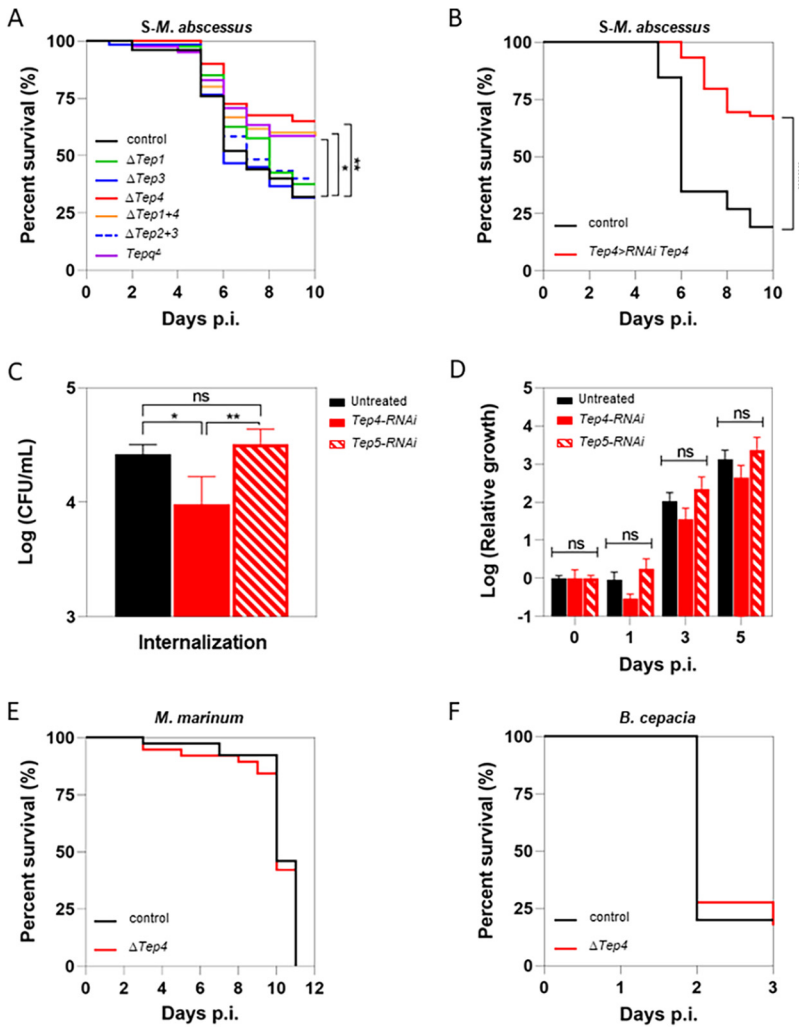 A
S-M. abscessus
Percent survival (%)
100
75
50
25
0
control
ΔTep1
ΔTep3
ΔTep4
ΔTep1+4
ΔTep2+3
TepqΔ
*
**
0 2 4 6 8 10
Days p.i.
B
S-M. abscessus
Percent survival (%)
100
75
50
25
0
control
Tep4>RNAi Tep4
0 2 4 6 8 10
Days p.i.
C
Log (CFU/mL)
5
4
3
ns
* **
Untreated
Tep4-RNAi
Tep5-RNAi
Internalization
D
Log (Relative growth)
5
4
3
2
1
0
-1
Untreated
Tep4-RNAi
Tep5-RNAi
ns ns ns ns
0 1 3 5
Days p.i.
E
M. marinum
Percent survival (%)
100
75
50
25
0
control
ΔTep4
0 2 4 6 8 10 12
Days p.i.
F
B. cepacia
Percent survival (%)
100
75
50
25
0
control
ΔTep4
0 1 2 3
Days p.i.